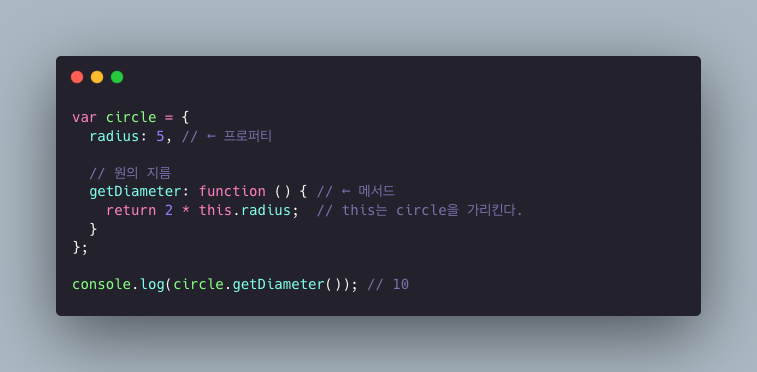 var circle = {
  radius: 5, // ← 프로퍼티
  // 원의 지름
  getDiameter: function () { // ← 메서드
    return 2 * this.radius;  // this는 circle을 가리킨다.
  }
};
console.log(circle.getDiameter()); // 10